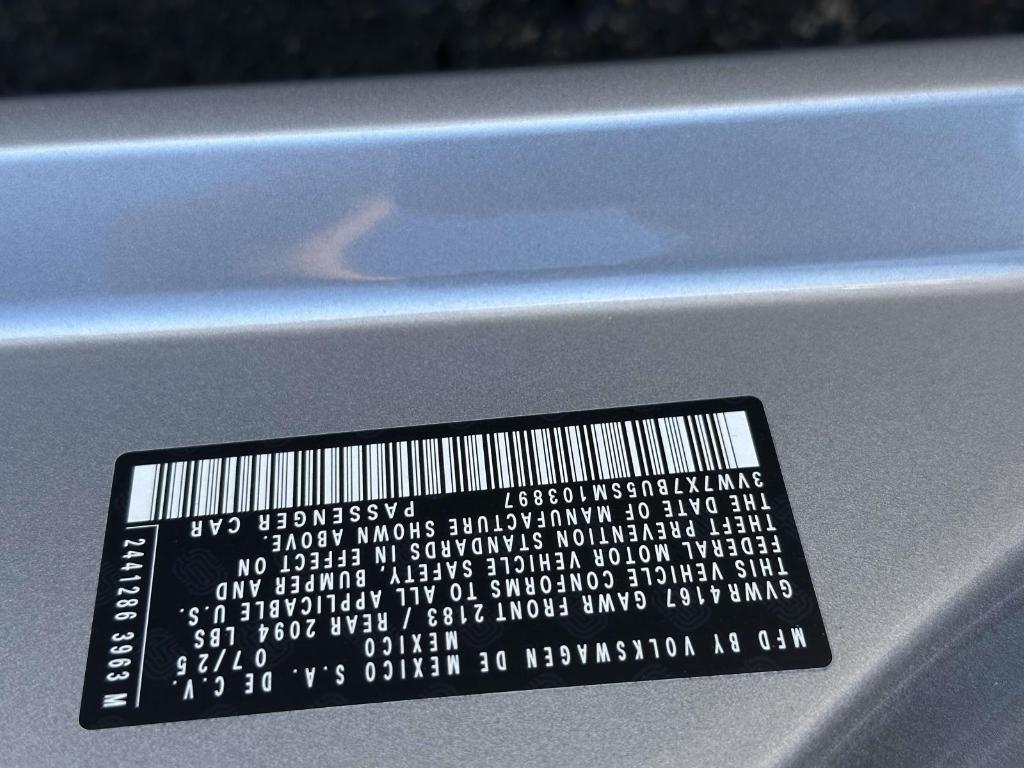 MFD BY VOLKSWAGEN DE MEXICO S.A. DE C.V.
MEXICO 07/25
GVWR4167 GAWR FRONT 2183 / REAR 2094 LBS
THIS VEHICLE CONFORMS TO ALL APPLICABLE U.S.
FEDERAL MOTOR VEHICLE SAFETY, BUMPER AND
THEFT PREVENTION STANDARDS IN EFFECT ON
THE DATE OF MANUFACTURE SHOWN ABOVE.
3VW7X7BU5SM103897 PASSENGER CAR
2441286 3963 M